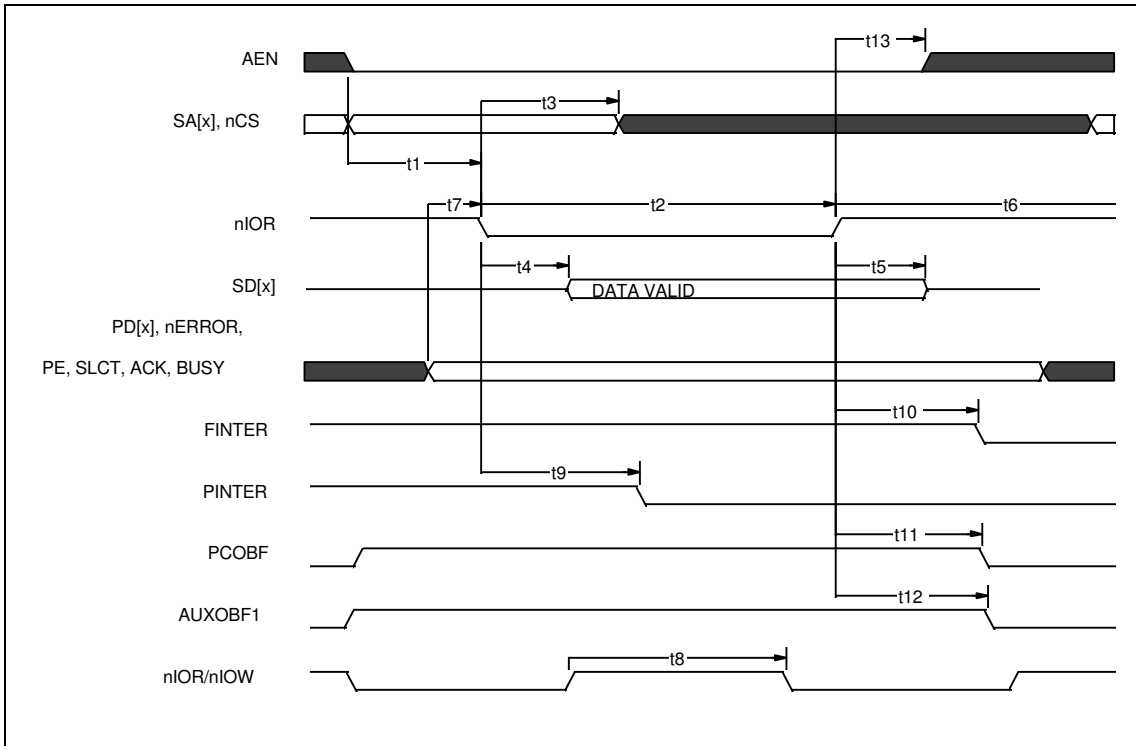 AEN
t13
SA[x], nCS
t3
t1
t7
t2
t6
nIOR
t4
t5
SD[x]
DATA VALID
PD[x], nERROR,
PE, SLCT, ACK, BUSY
t10
FINTER
t9
PINTER
t11
PCOBF
t12
AUXOBF1
t8
nIOR/nIOW